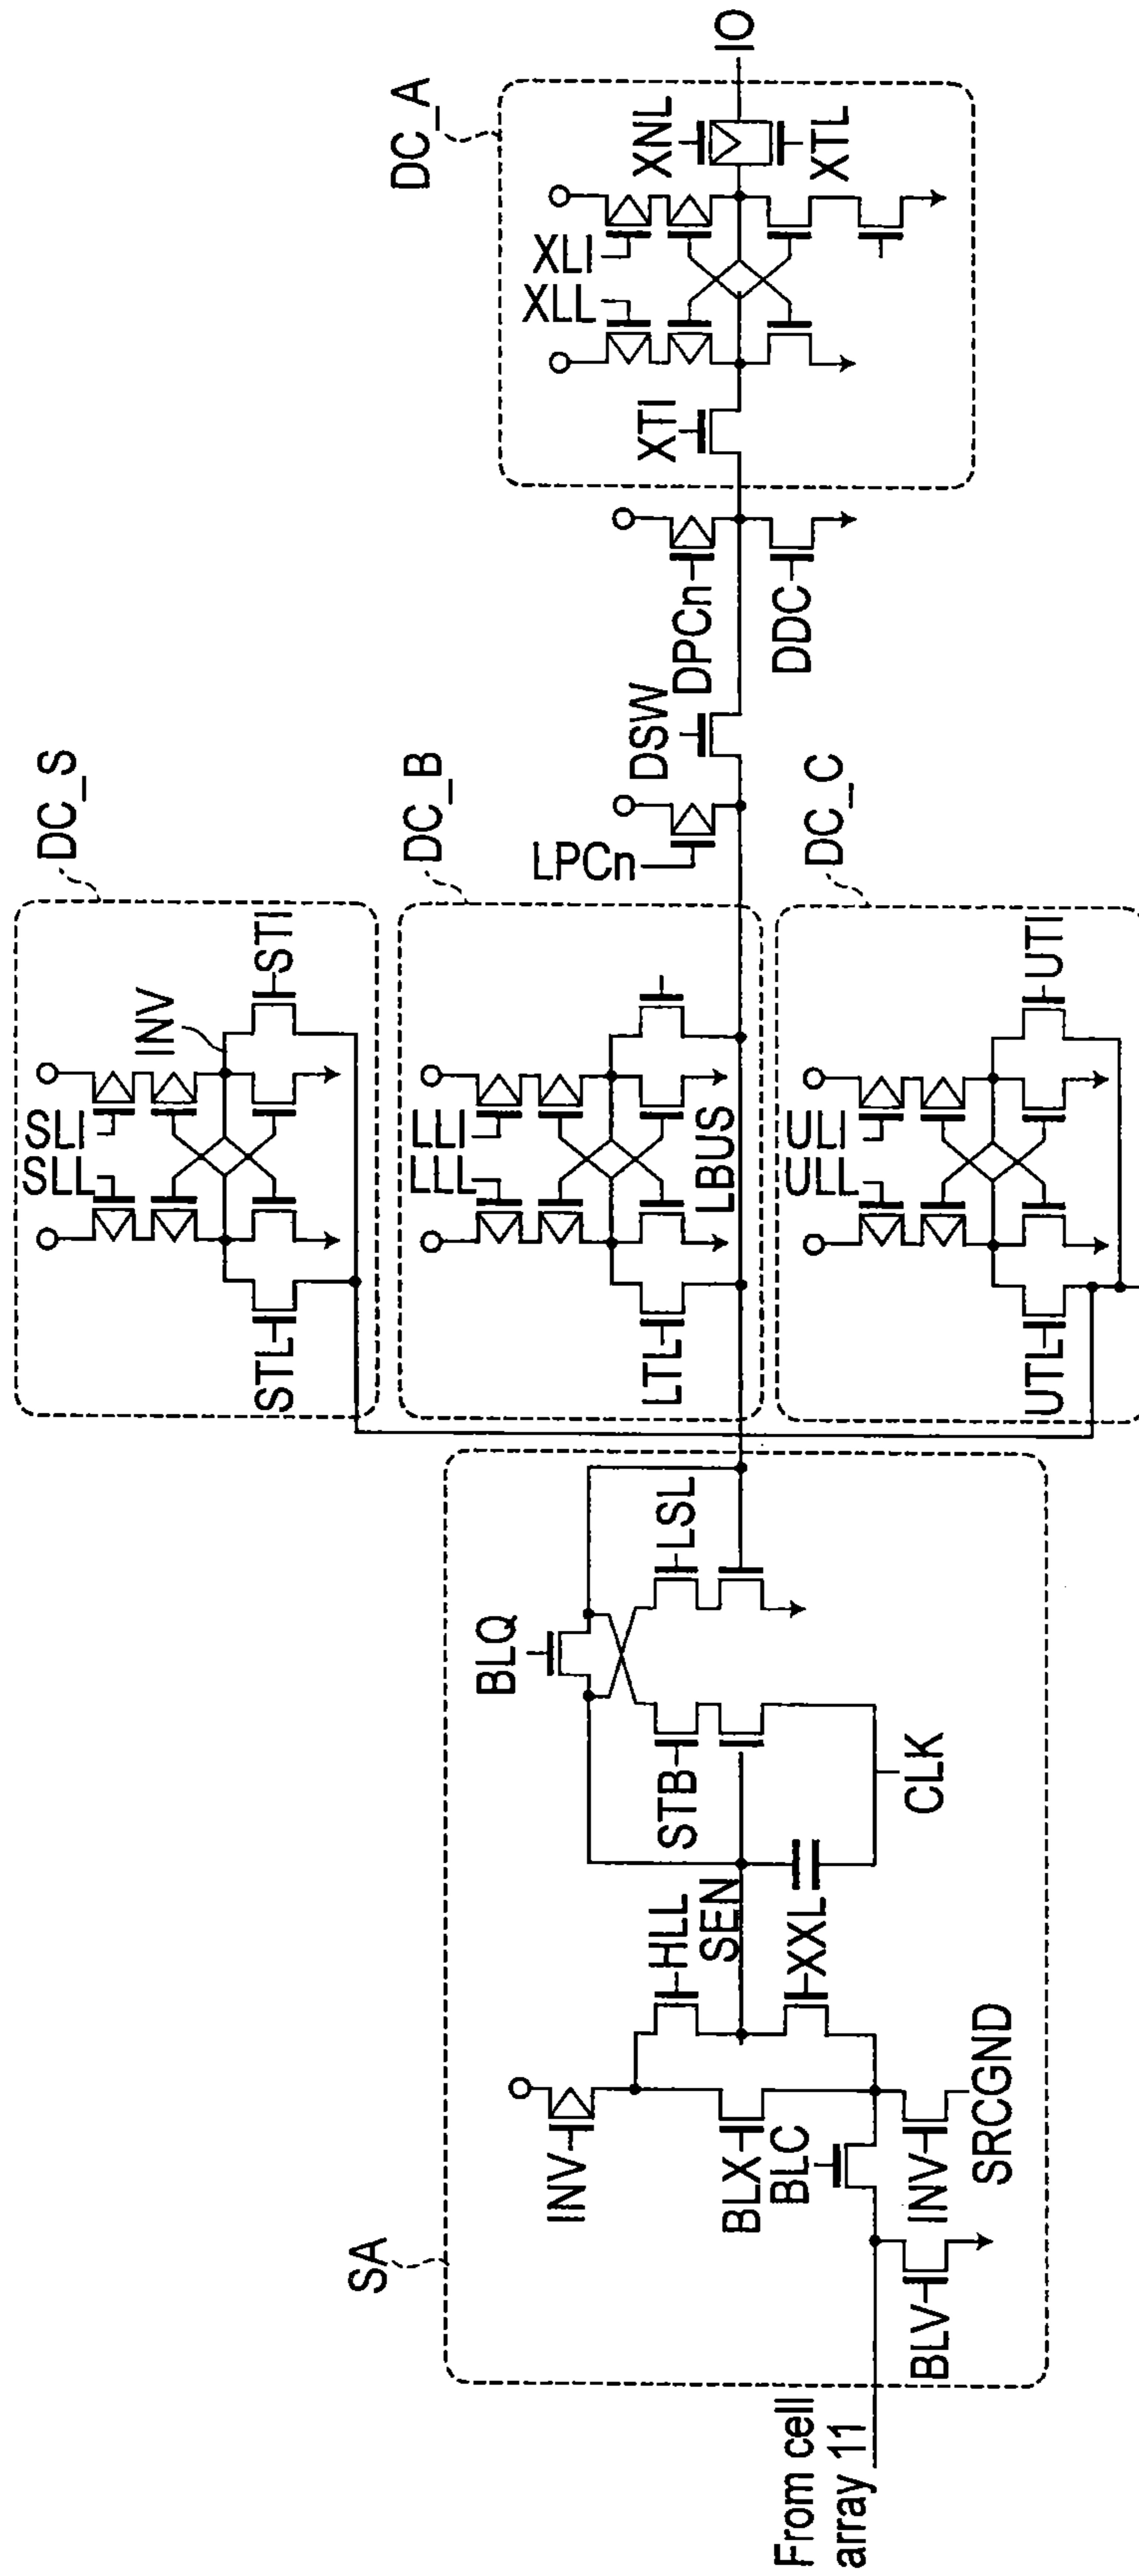 SA
From cell
array 11
BLV
INV
SRCGND
INV
BLX
BLC
HLL
SEN
XXL
BLQ
STB
LSL
CLK
DC_S
SLL
SLI
INV
STL
STI
DC_B
LLL
LLI
LTL
LBUS
DC_C
ULL
ULI
UTL
UTI
LPCn
DSW
DPCn
DDC
DC_A
XTI
XLL
XLI
XNL
XTL
IO